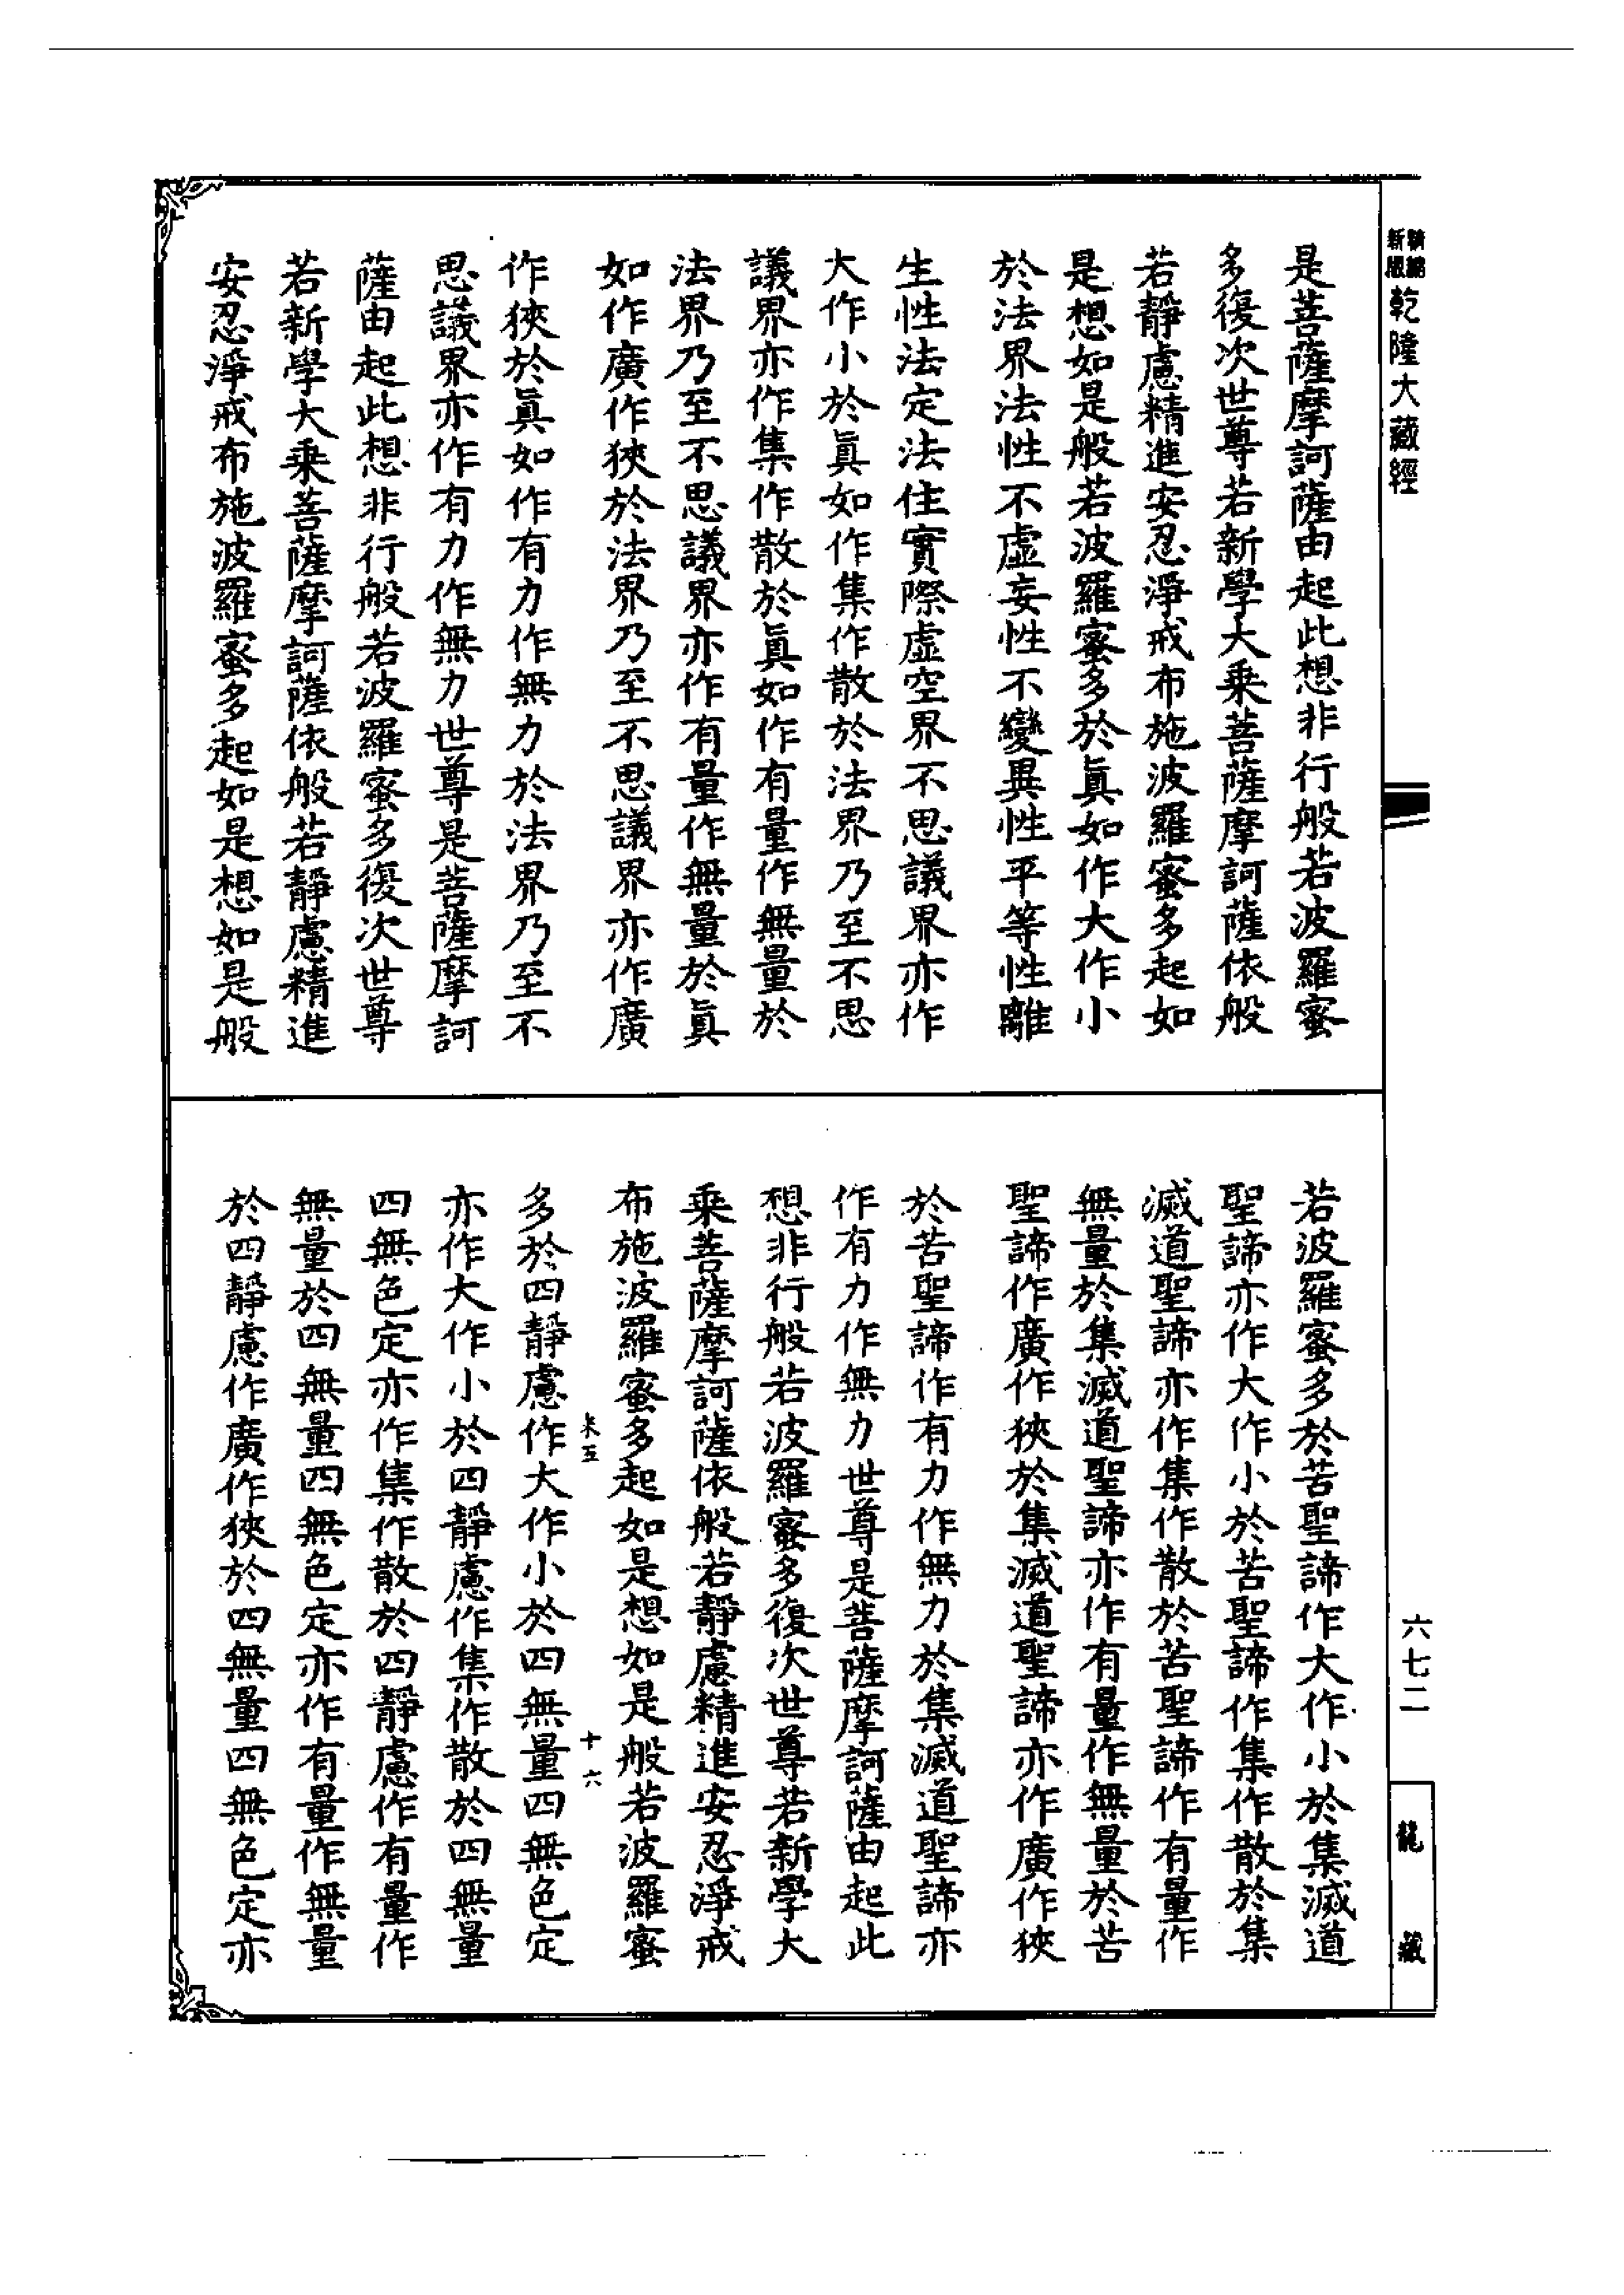 新編縮版乾隆大藏經
是菩薩摩訶薩由起此想非行般若波羅蜜
多復次世尊若新學大乘菩薩摩訶薩依般
若靜慮精進安忍淨戒布施波羅蜜多起如
是想如是般若波羅蜜多於眞如作大作小
於法界法性不虛妄性不變異性平等性離
生性法定法住實際虛空界不思議界亦作
大作小於眞如作集作散於法界乃至不思
議界亦作集作散於眞如作有量作無量於
法界乃至不思議界亦作有量作無量於眞
如作廣作狹於法界乃至不思議界亦作廣
作狹於眞如作有力作無力於法界乃至不
思議界亦作有力作無力世尊是菩薩摩訶
薩由起此想非行般若波羅蜜多復次世尊
若新學大乘菩薩摩訶薩依般若靜慮精進
安忍淨戒布施波羅蜜多起如是想如是般
若波羅蜜多於苦聖諦作大作小於集滅道
聖諦亦作大作小於苦聖諦作集作散於集
滅道聖諦亦作集作散於苦聖諦作有量作
無量於集滅道聖諦亦作有量作無量於苦
聖諦作廣作狹於集滅道聖諦亦作廣作狹
於苦聖諦作有力作無力於集滅道聖諦亦
作有力作無力世尊是菩薩摩訶薩由起此
想非行般若波羅蜜多復次世尊若新學大
乘菩薩摩訶薩依般若靜慮精進安忍淨戒
布施波羅蜜多起如是想如是般若波羅蜜
多於四靜慮作大作小於四無量四無色定
亦作大作小於四靜慮作集作散於四無量
四無色定亦作集作散於四靜慮作有量作
無量於四無量四無色定亦作有量作無量
於四靜慮作廣作狹於四無量四無色定亦
十六
六七二
龍藏